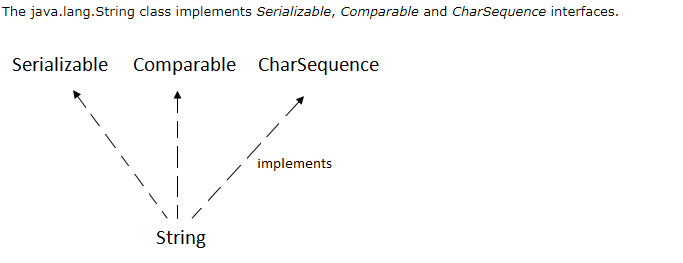 The java.lang.String class implements Serializable, Comparable and CharSequence interfaces.
Serializable Comparable CharSequence
implements
String